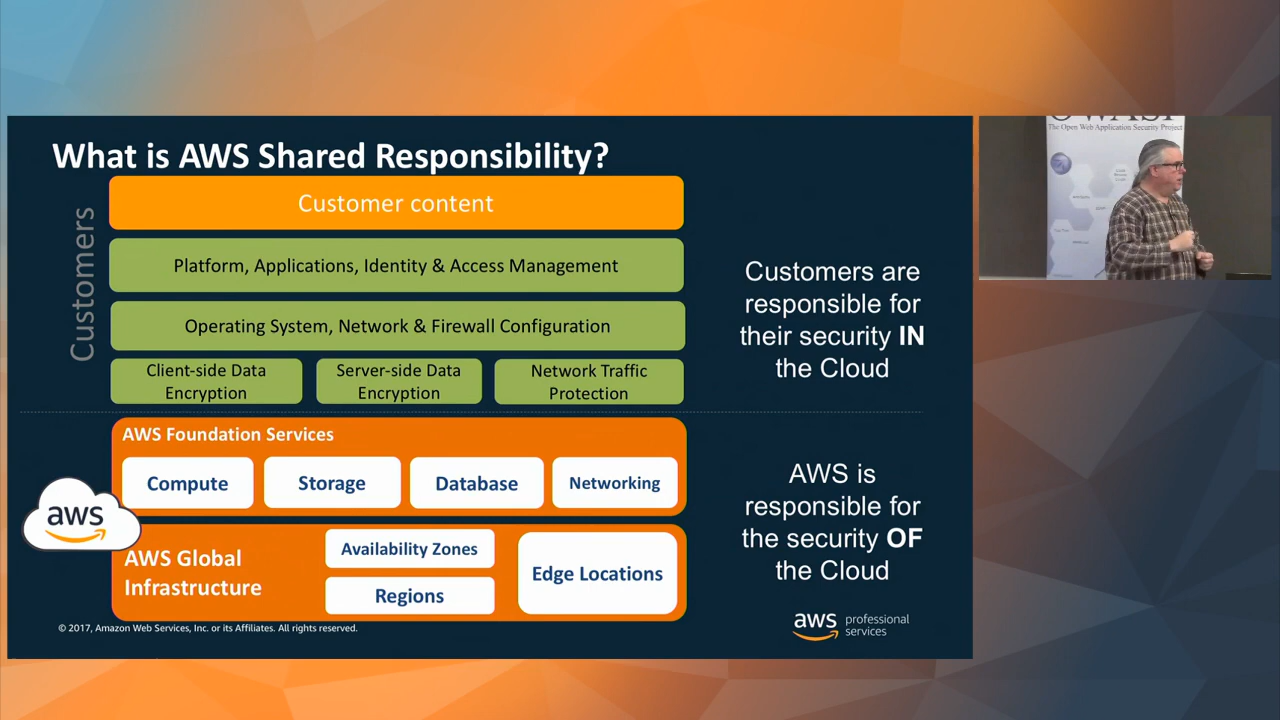 What is AWS Shared Responsibility?
Customers
Customer content
Platform, Applications, Identity & Access Management
Operating System, Network & Firewall Configuration
Client-side Data
Encryption
Server-side Data
Encryption
Network Traffic
Protection
Customers are
responsible for
their security IN
the Cloud
aws
AWS Foundation Services
Compute
Storage
Database
Networking
AWS Global
Infrastructure
Availability Zones
Regions
Edge Locations
AWS is
responsible for
the security OF
the Cloud
© 2017, Amazon Web Services, Inc. or its Affiliates. All rights reserved.
aws professional
services
OWASP
The Open Web Application Security Project